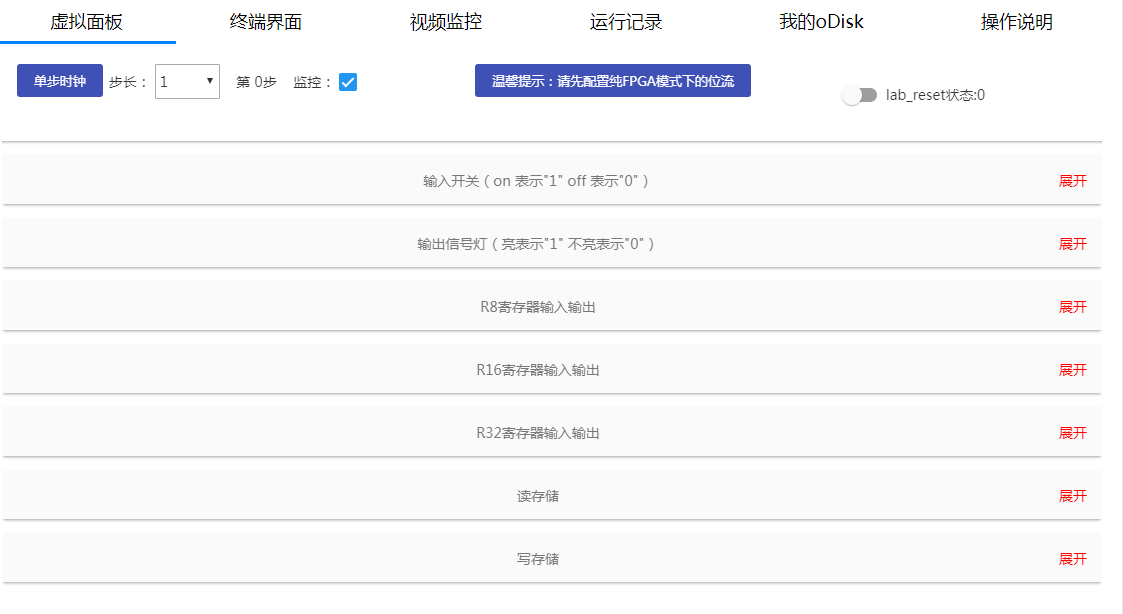 虚拟面板 终端界面 视频监控 运行记录 我的oDisk 操作说明
单步时钟 步长： 1 第 0步 监控： 温馨提示：请先配置纯FPGA模式下的位流
lab_reset状态:0
输入开关（on 表示"1" off 表示"0"） 展开
输出信号灯（亮表示"1" 不亮表示"0"） 展开
R8寄存器输入输出 展开
R16寄存器输入输出 展开
R32寄存器输入输出 展开
读存储 展开
写存储 展开